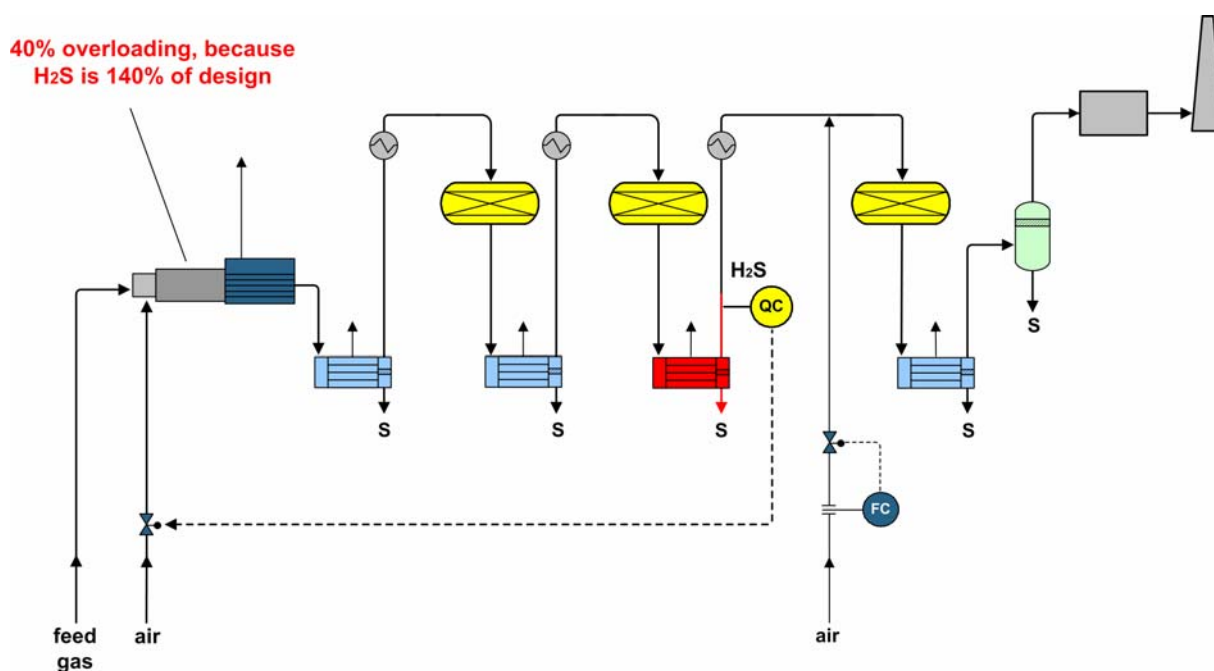 40% overloading, because
H2S is 140% of design
H2S
QC
S
S
S
S
S
FC
feed
gas
air
air